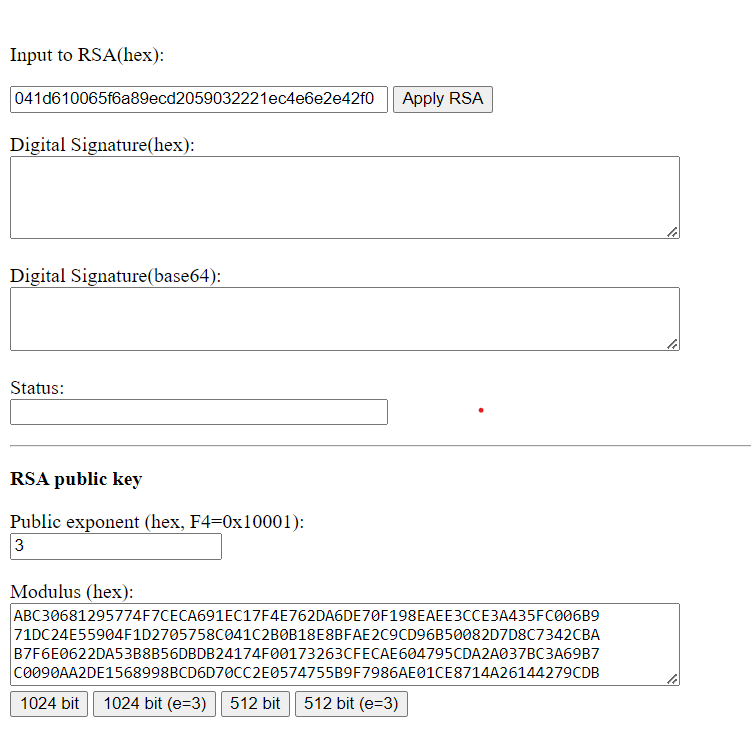 Input to RSA(hex):
041d610065f6a89ecd2059032221ec4e6e2e42f0 Apply RSA
Digital Signature(hex):
Digital Signature(base64):
Status:
RSA public key
Public exponent (hex, F4=0x10001):
3
Modulus (hex):
ABC30681295774F7CECA691EC17F4E762DA6DE70F198EAEE3CCE3A435FC006B9
71DC24E55904F1D2705758C041C2B0B18E8BFAE2C9CD96B50082D7D8C7342CBA
B7F6E0622DA53B8B56DBDB24174F00173263CFECAE604795CDA2A037BC3A69B7
C0090AA2DE1568998BCD6D70CC2E0574755B9F7986AE01CE8714A26144279CDB
1024 bit 1024 bit (e=3) 512 bit 512 bit (e=3)